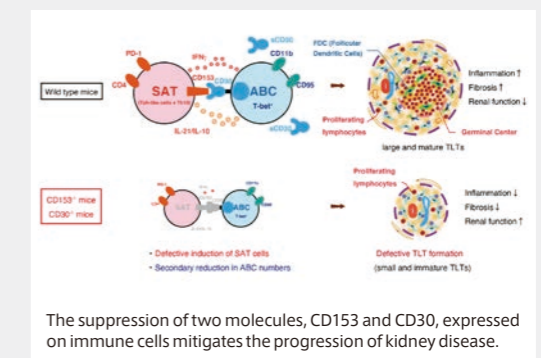 sCD30
PD-1
IFNγ
CD11b
FDC (Follicular
Dendritic Cells)
CD153
CD30
CD4
SAT
ABC
CD95
Inflammation ↑
Wild type mice
T-bet⁺
Fibrosis ↑
Renal function ↓
IL-21/IL-10
sCD30
Proliferating
lymphocytes
Germinal Center
large and mature TLTs
Proliferating
lymphocytes
CD153⁻ mice
CD30⁻ mice
SAT
ABC
Inflammation ↓
Fibrosis ↓
Renal function ↑
• Defective induction of SAT cells
Defective TLT formation
• Secondary reduction in ABC numbers
(small and immature TLTs)
The suppression of two molecules, CD153 and CD30, expressed
on immune cells mitigates the progression of kidney disease.